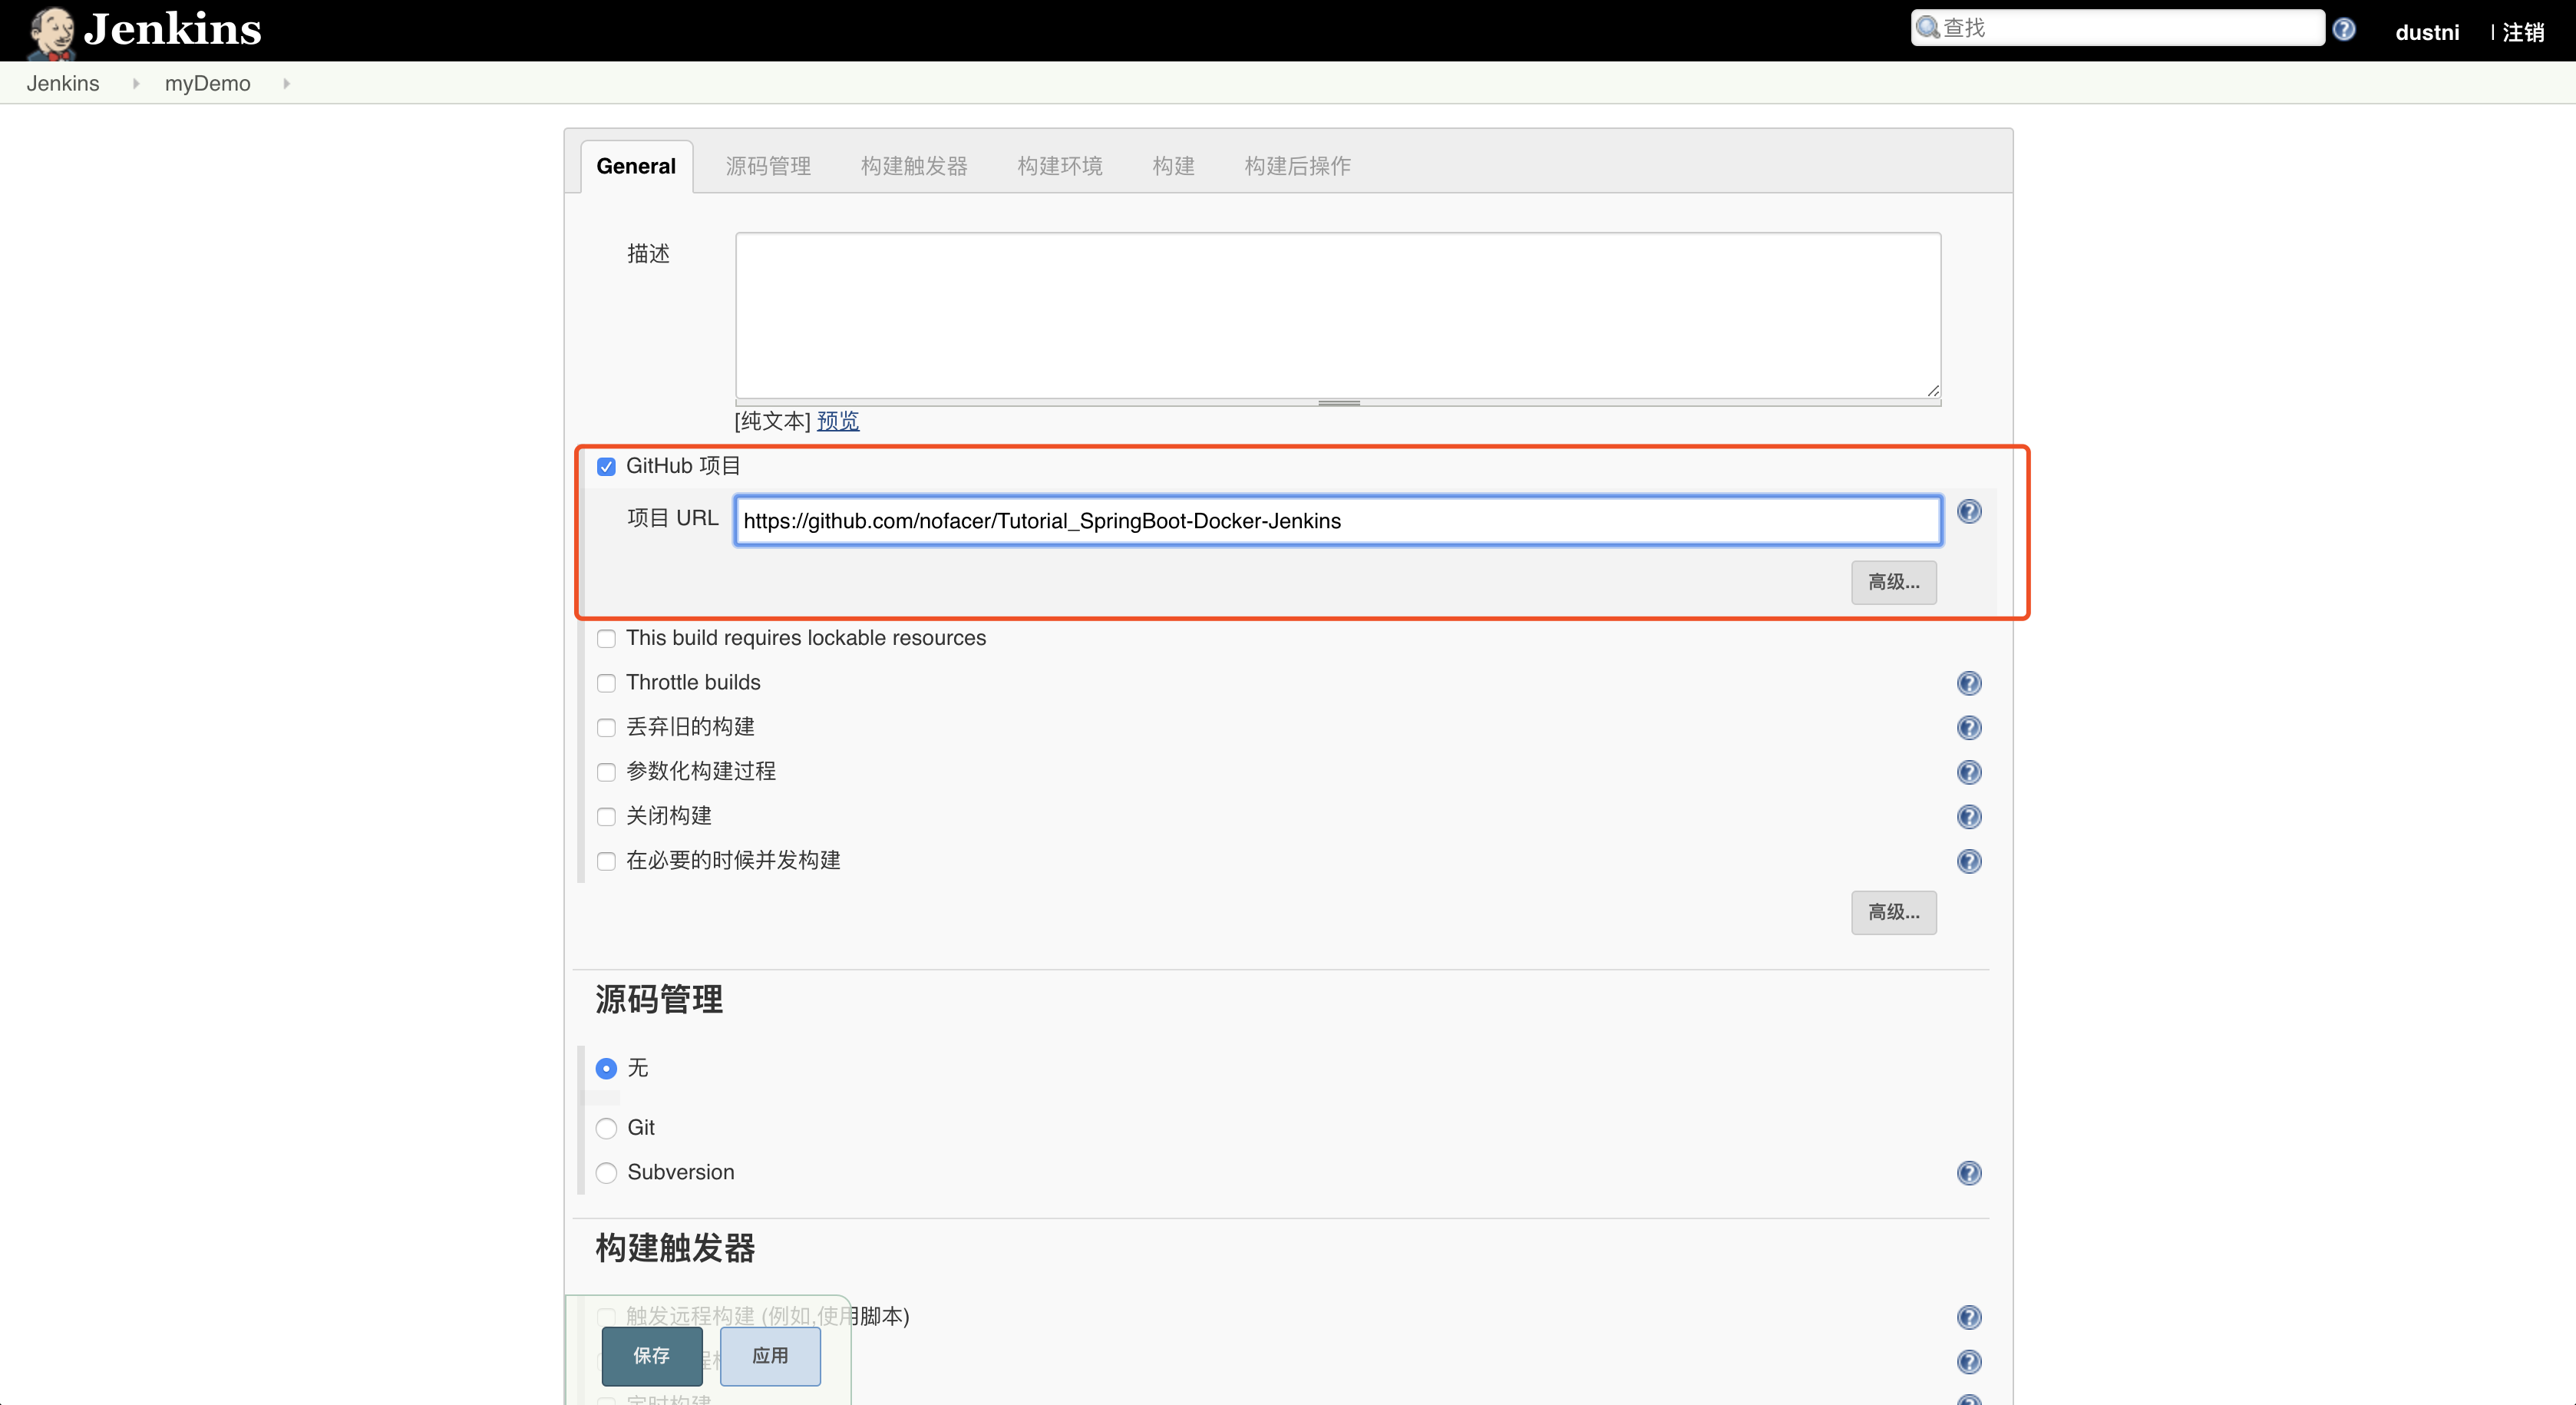 Jenkins
查找
dustni
| 注销
Jenkins
myDemo
General
源码管理
构建触发器
构建环境
构建
构建后操作
描述
[纯文本] 预览
GitHub 项目
项目 URL
https://github.com/nofacer/Tutorial_SpringBoot-Docker-Jenkins
高级...
This build requires lockable resources
Throttle builds
丢弃旧的构建
参数化构建过程
关闭构建
在必要的时候并发构建
高级...
源码管理
无
Git
Subversion
构建触发器
触发远程构建 (例如,使用脚本)
保存
应用
定时构建